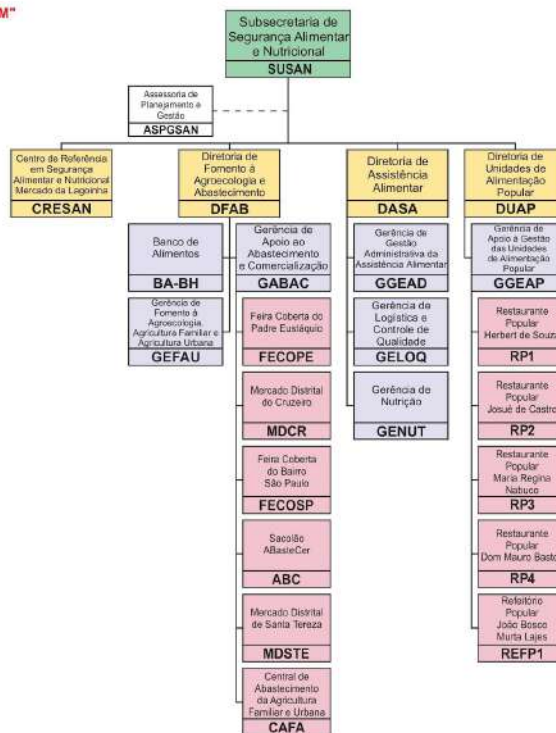 M"
Subsecretaria de
Segurança Alimentar
e Nutricional
SUSAN
Assessoria de
Planejamento e
Gestão
ASPGSAN
Centro de Referência
em Segurança
Alimentar e Nutricional
Mercado da Lagoinha
CRESAN
Diretoria de
Fomento à
Agroecologia e
Abastecimento
DFAB
Diretoria de
Assistência
Alimentar
DASA
Diretoria de
Unidades de
Alimentação
Popular
DUAP
Banco de
Alimentos
BA-BH
Gerência de
Fomento à
Agroecologia,
Agricultura Familiar e
Agricultura Urbana
GEFAU
Gerência de
Apoio ao
Abastecimento
e Comercialização
GABAC
Feira Coberta do
Padre Eustáquio
FECOPE
Mercado Distrital
do Cruzeiro
MDCR
Feira Coberta
do Bairro
São Paulo
FECOSP
Sacolão
ABasteCer
ABC
Mercado Distrital
de Santa Tereza
MDSTE
Central de
Abastecimento
da Agricultura
Familiar e Urbana
CAFA
Gerência de
Gestão
Administrativa da
Assistência Alimentar
GGEAD
Gerência de
Logística e
Controle de
Qualidade
GELOQ
Gerência de
Nutrição
GENUT
Gerência de
Apoio à Gestão
das Unidades
de Alimentação
Popular
GGEAP
Restaurante
Popular
Herbert de Souza
RP1
Restaurante
Popular
Josué de Castro
RP2
Restaurante
Popular
Maria Regina
Nabuco
RP3
Restaurante
Popular
Dom Mauro Basto
RP4
Refeitório
Popular
João Bosco
Murta Lajes
REFP1